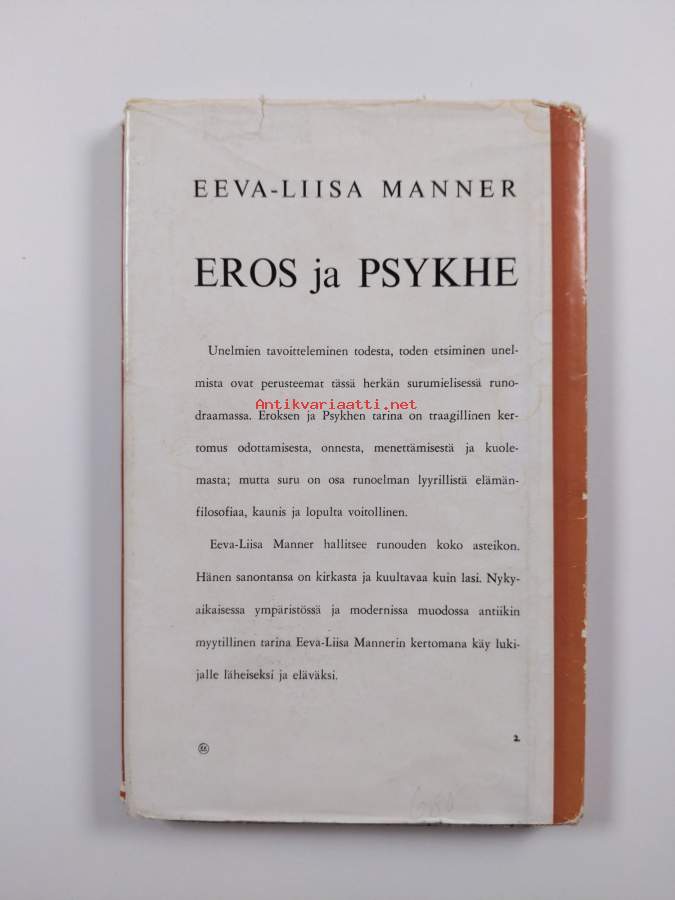 EEVA-LIISA MANNER
EROS ja PSYKHE
Unelmien tavoitteleminen todesta, toden etsiminen unel-
mista ovat perusteemat tässä herkän surumielisessä runo-
Antikvariaatti.net
draamassa. Eroksen ja Psykhen tarina on traagillinen ker-
tomus odottamisesta, onnesta, menettämisestä ja kuole-
masta; mutta suru on osa runoelman lyyrillistä elämän-
filosofiaa, kaunis ja lopulta voitollinen.
Eeva-Liisa Manner hallitsee runouden koko asteikon.
Hänen sanontansa on kirkasta ja kuultavaa kuin lasi. Nyky-
aikaisessa ympäristössä ja modernissa muodossa antiikin
myytillinen tarina Eeva-Liisa Mannerin kertomana käy luki-
jalle läheiseksi ja eläväksi.
2.